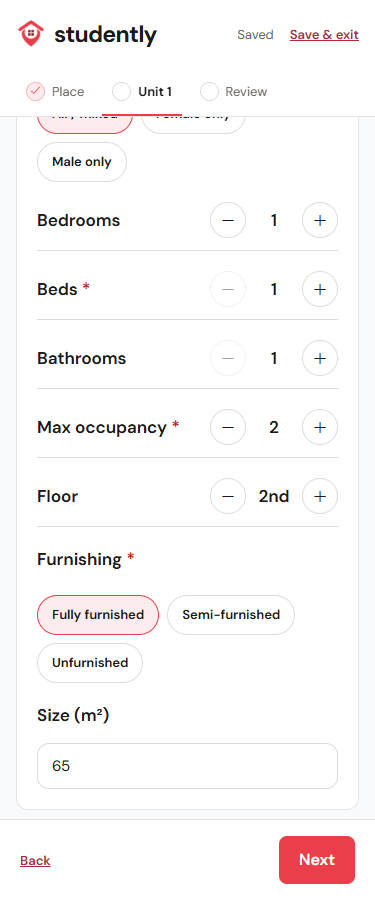 studently
Saved Save & exit
Place Unit 1 Review
Male only
Bedrooms − 1 +
Beds * − 1 +
Bathrooms − 1 +
Max occupancy * − 2 +
Floor − 2nd +
Furnishing *
Fully furnished Semi-furnished
Unfurnished
Size (m²)
65
Back Next